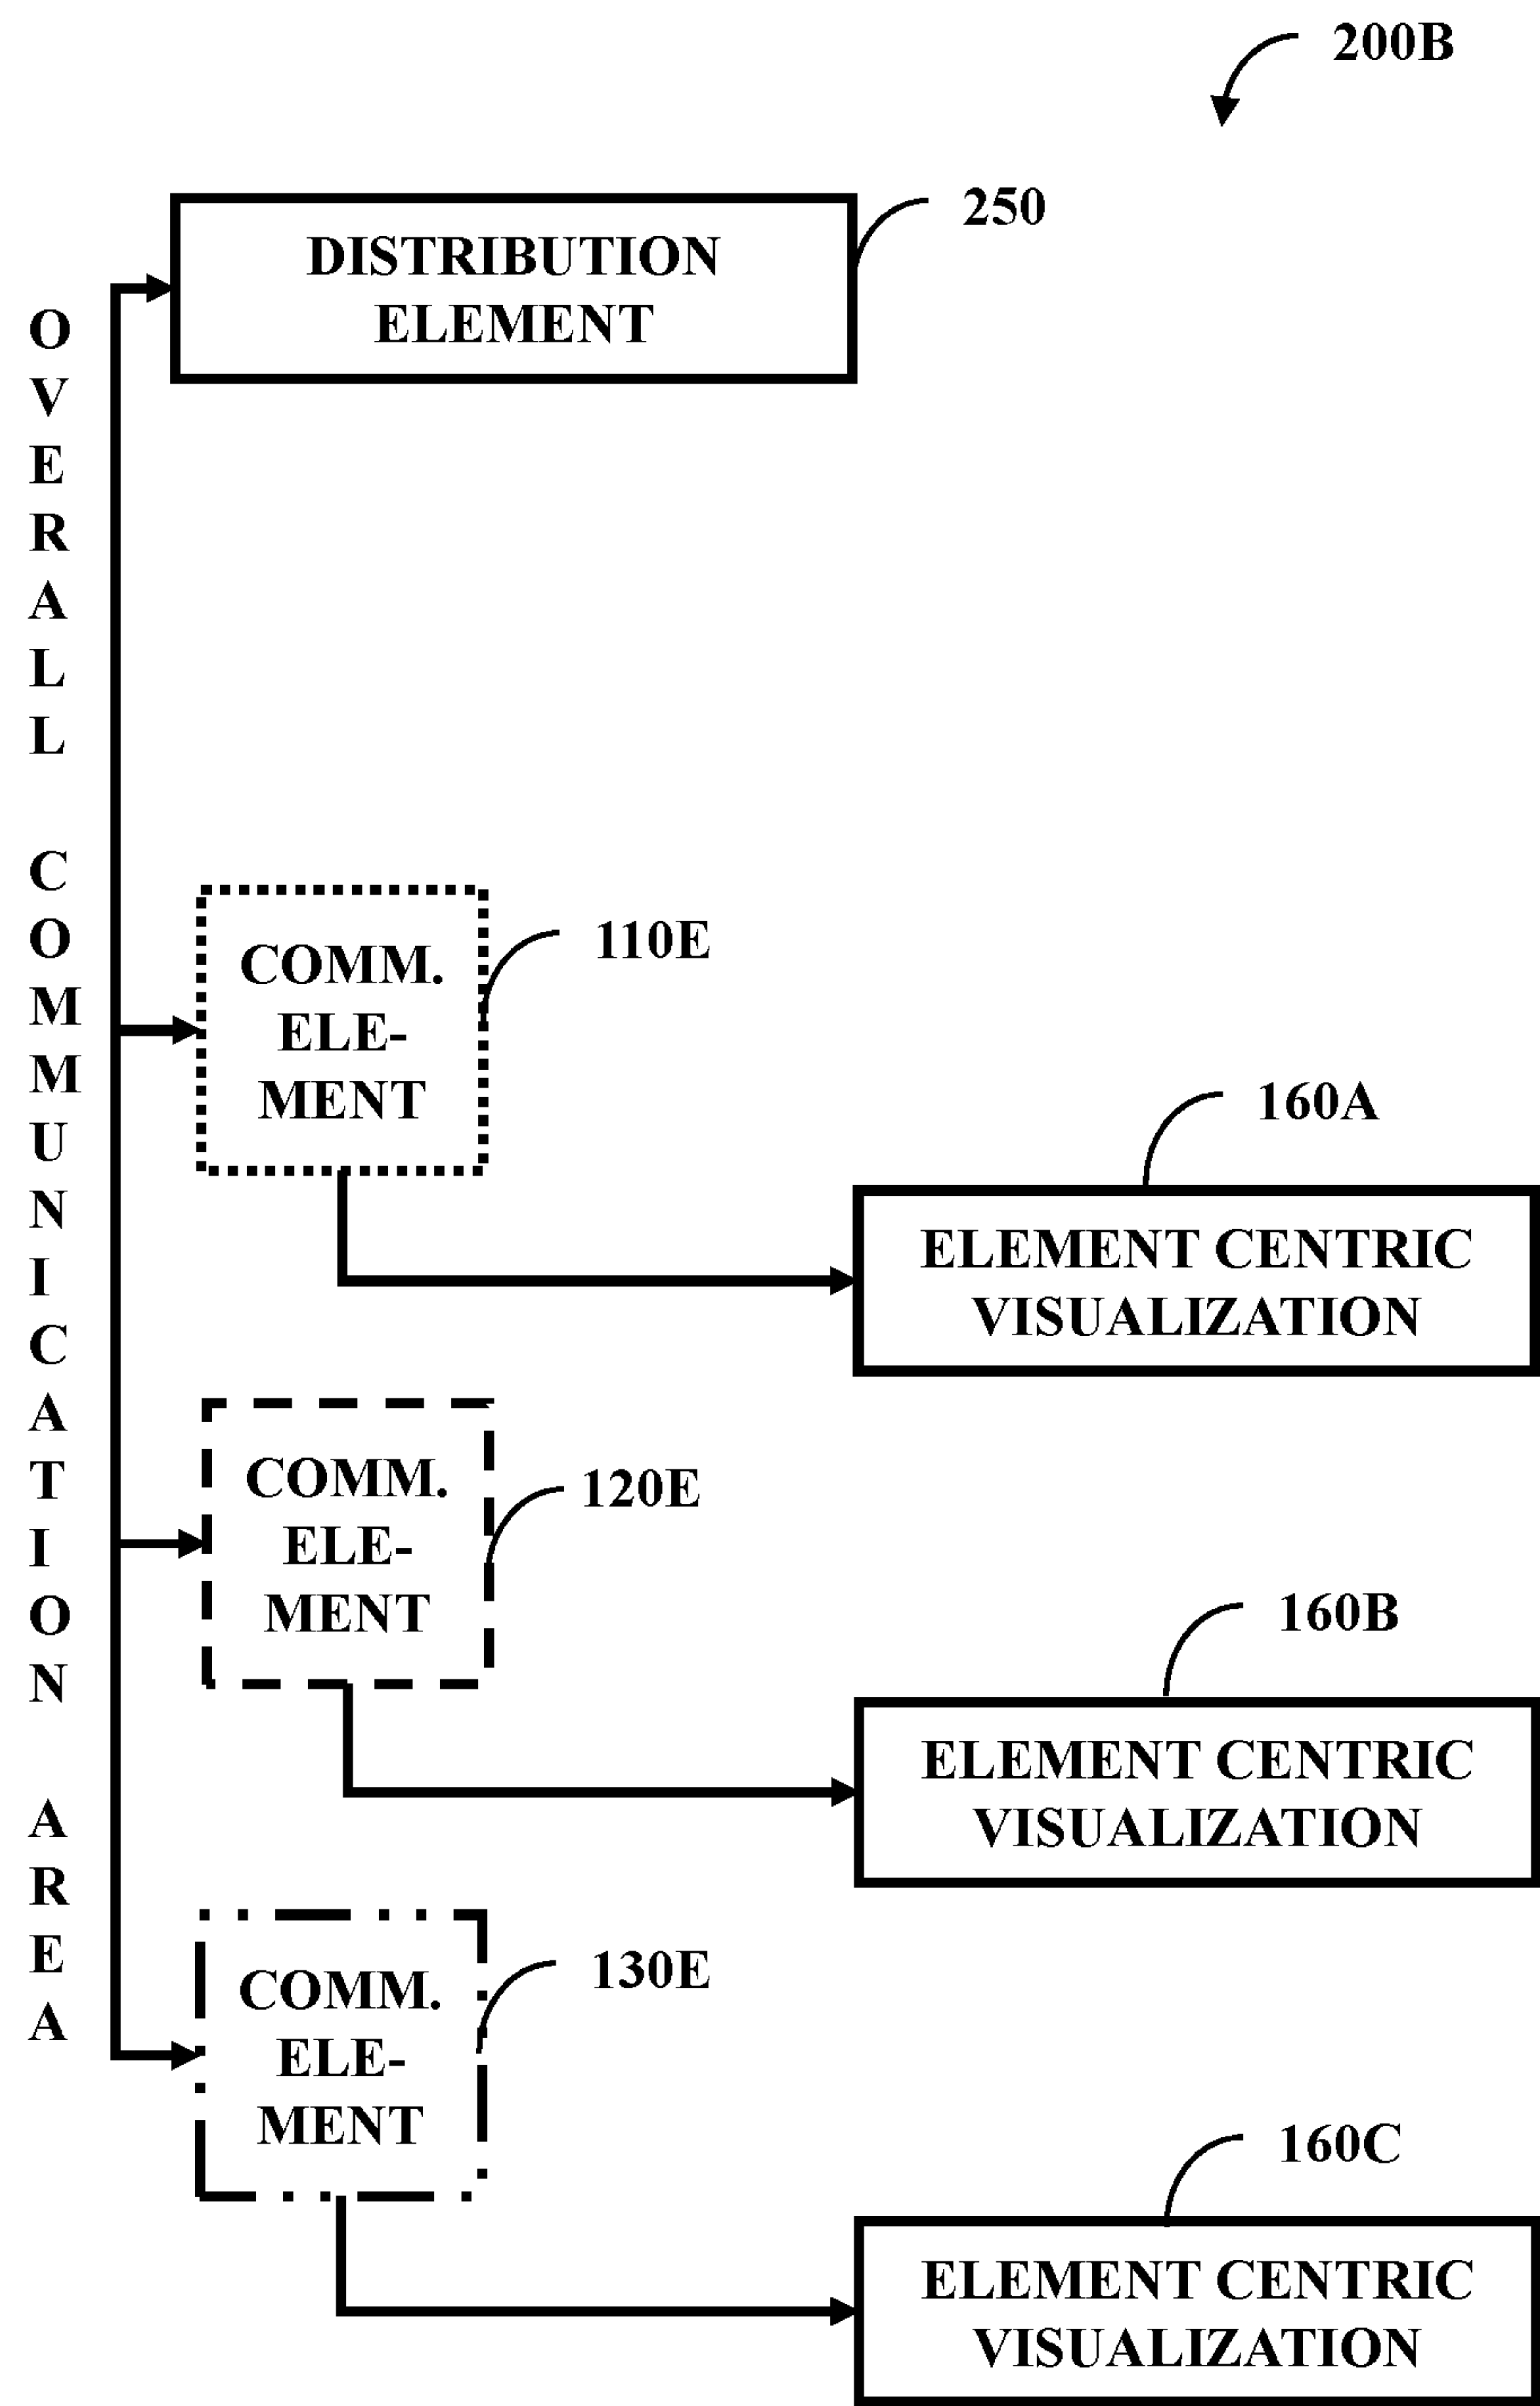 200B
250
DISTRIBUTION
ELEMENT
OVERALL COMMUNICATION AREA
COMM.
ELE-
MENT
110E
160A
ELEMENT CENTRIC
VISUALIZATION
COMM.
ELE-
MENT
120E
160B
ELEMENT CENTRIC
VISUALIZATION
COMM.
ELE-
MENT
130E
160C
ELEMENT CENTRIC
VISUALIZATION